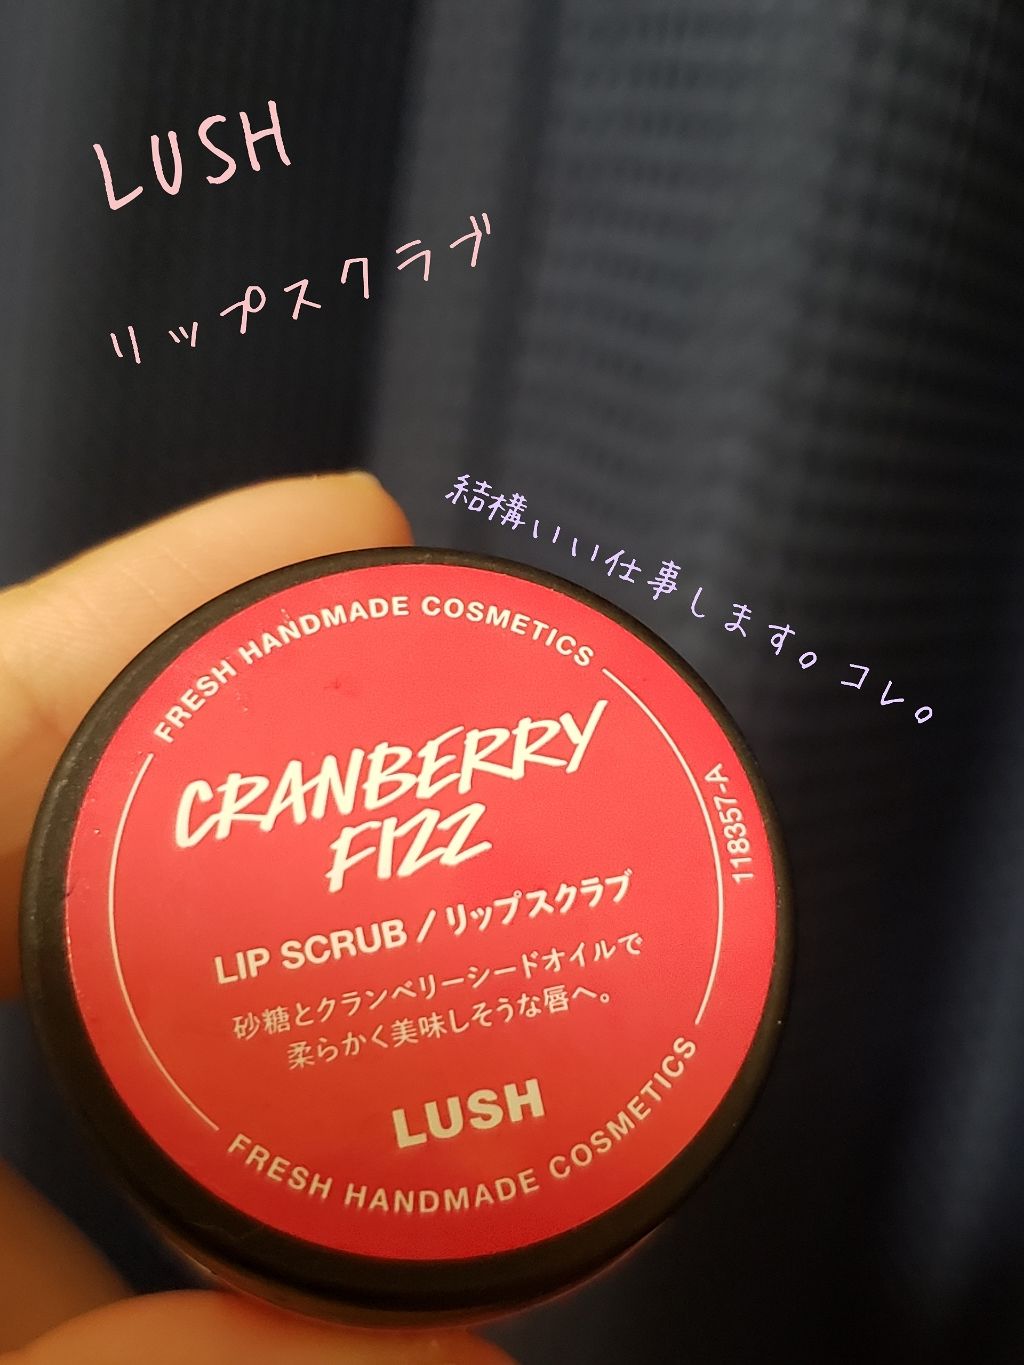 LUSH
リップスクラブ
結構いい仕事します。コレ。
FRESH HANDMADE COSMETICS
CRANBERRY
FIZZ
LIP SCRUB / リップスクラブ
砂糖とクランベリーシードオイルで
柔らかく美味しそうな唇へ。
LUSH
FRESH HANDMADE COSMETICS
118357-A